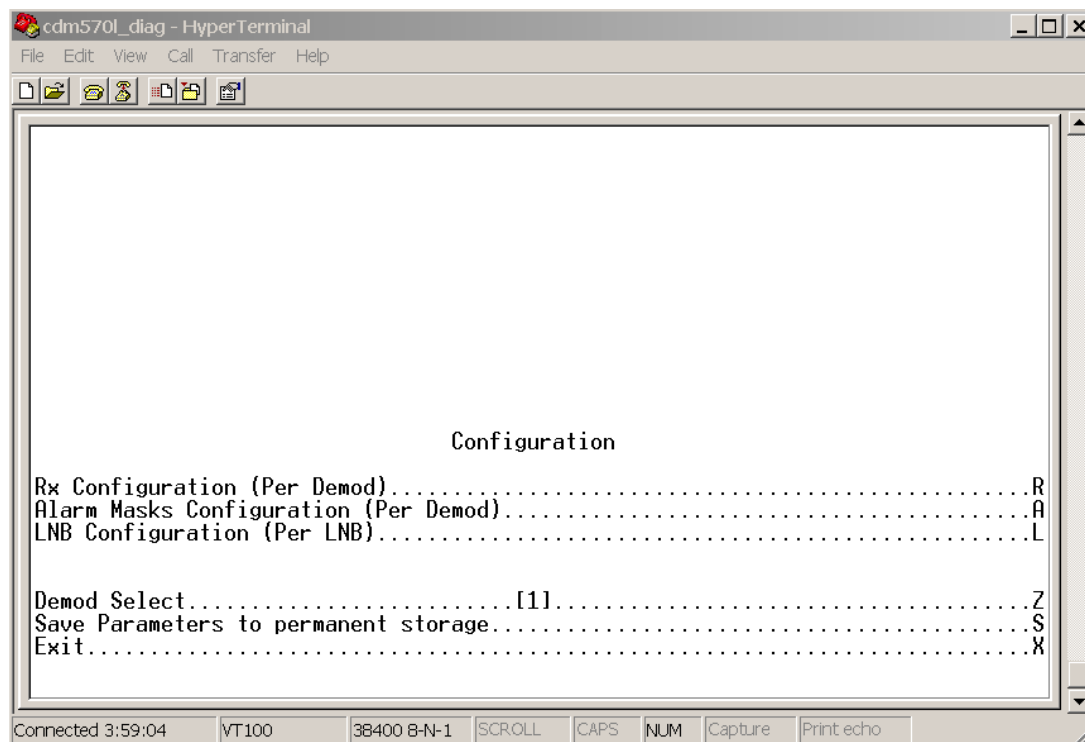 cdm570l_diag - HyperTerminal
File Edit View Call Transfer Help
Configuration
Rx Configuration (Per Demod)...................................................R
Alarm Masks Configuration (Per Demod)..........................................A
LNB Configuration (Per LNB)....................................................L
Demod Select..........................[1]......................................Z
Save Parameters to permanent storage...........................................S
Exit...........................................................................X
Connected 3:59:04 VT100 38400 8-N-1 SCROLL CAPS NUM Capture Print echo